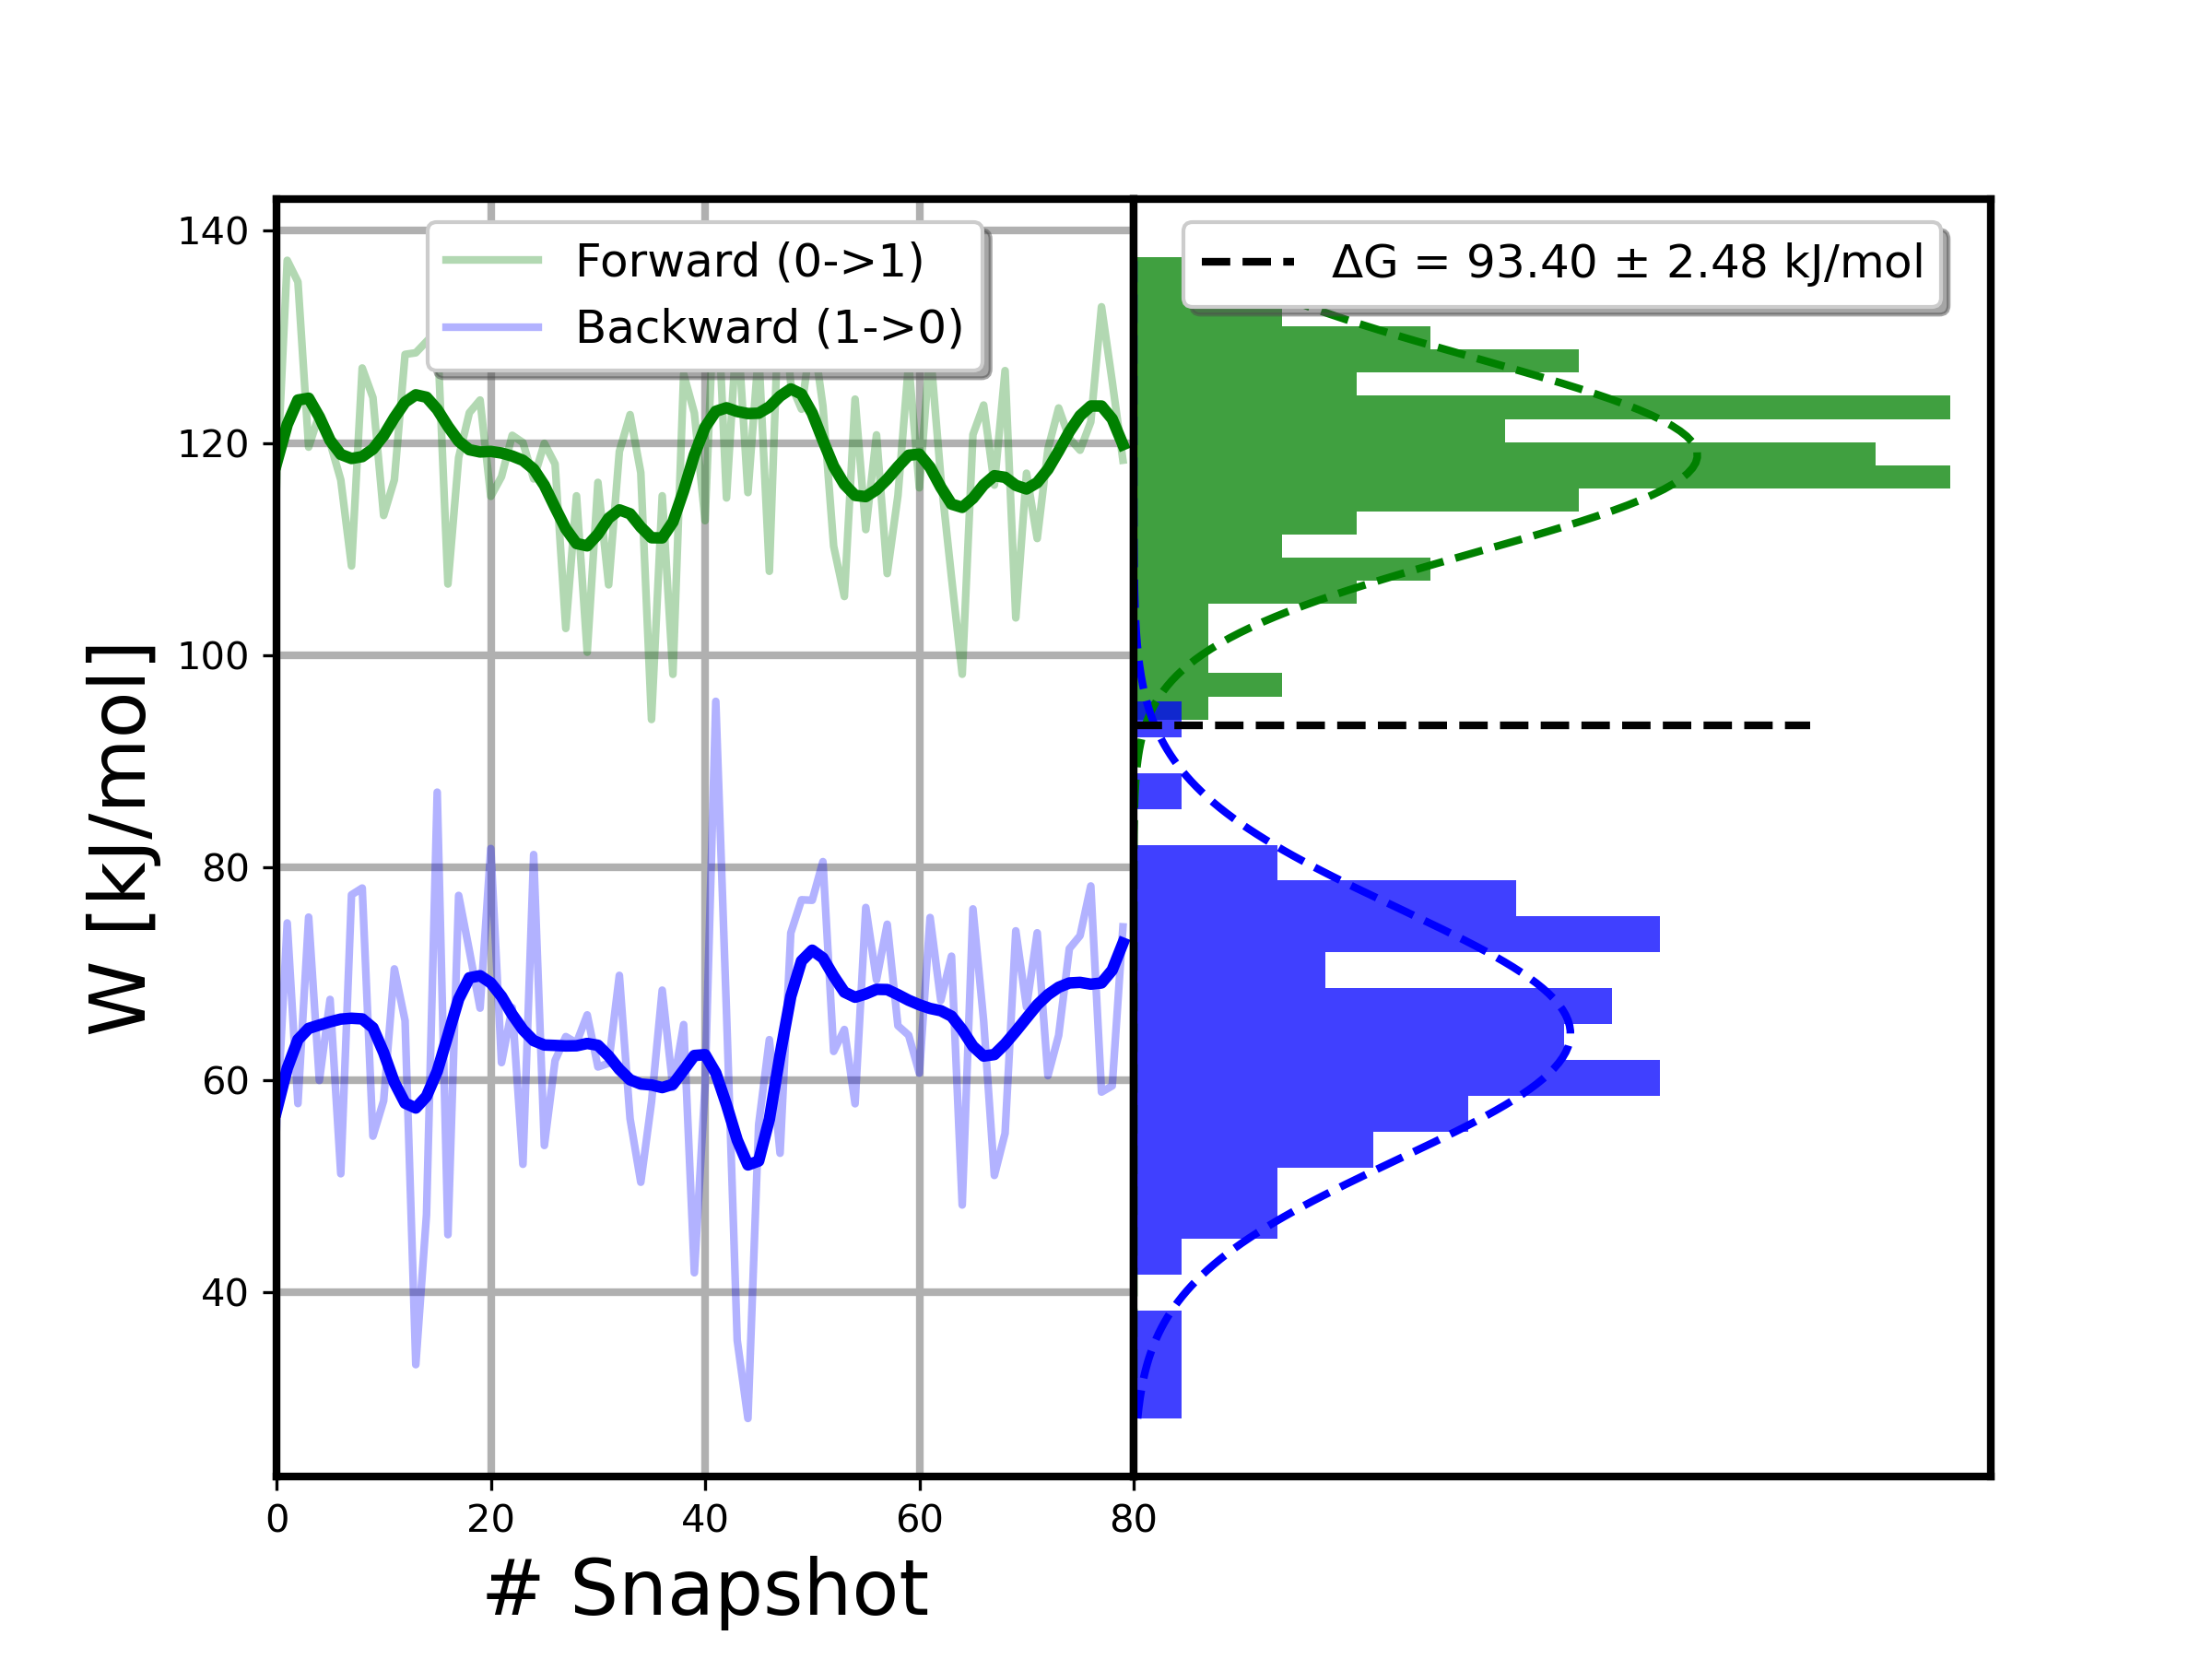 Forward (0->1)
Backward (1->0)
ΔG = 93.40 ± 2.48 kJ/mol
W [kJ/mol]
140
120
100
80
60
40
0
20
40
60
80
# Snapshot